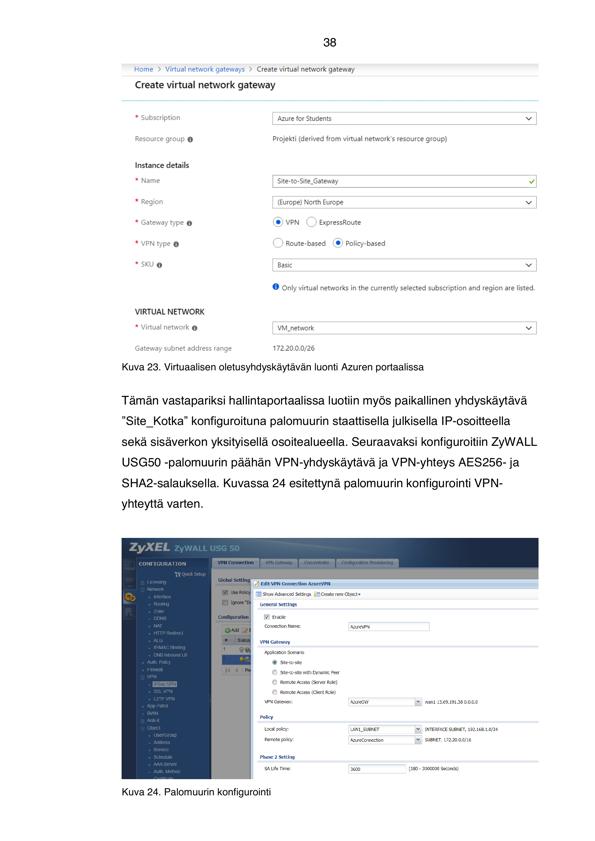 38
Home > Virtual network gateways > Create virtual network gateway
Create virtual network gateway
* Subscription Azure for Students
Resource group Projekti (derived from virtual network's resource group)
Instance details
* Name Site-to-Site_Gateway
* Region (Europe) North Europe
* Gateway type VPN ExpressRoute
* VPN type Route-based Policy-based
* SKU Basic
Only virtual networks in the currently selected subscription and region are listed.
VIRTUAL NETWORK
* Virtual network VM_network
Gateway subnet address range 172.20.0.0/26
Kuva 23. Virtuaalisen oletusyhdyskäytävän luonti Azuren portaalissa
Tämän vastapariksi hallintaportaalissa luotiin myös paikallinen yhdyskäytävä
”Site_Kotka” konfiguroituna palomuurin staattisella julkisella IP-osoitteella
sekä sisäverkon yksityisellä osoitealueella. Seuraavaksi konfiguroitiin ZyWALL
USG50 -palomuurin päähän VPN-yhdyskäytävä ja VPN-yhteys AES256- ja
SHA2-salauksella. Kuvassa 24 esitettynä palomuurin konfigurointi VPN-
yhteyttä varten.
ZyXEL ZyWALL USG 50
CONFIGURATION
VPN Connection VPN Gateway Concentrator Configuration Provisioning
Quick Setup
Global Setting
Licensing
Edit VPN Connection AzureVPN
Network
Use Policy
Show Advanced Settings Create new Object
Interface
Ignore "Do
General Settings
Routing
Zone
Configuration
Enable
DDNS
Add
Connection Name: AzureVPN
NAT
HTTP Redirect
Status
ALG
VPN Gateway
IP/MAC Binding
Application Scenario
DNS Inbound LB
Site-to-site
Auth. Policy
Site-to-site with Dynamic Peer
Firewall
Remote Access (Server Role)
VPN
Remote Access (Client Role)
IPSec VPN
SSL VPN
VPN Gateway: AzureGW
L2TP VPN
App Patrol
Policy
BWM
Anti-X
Local policy: LAN1_SUBNET INTERFACE SUBNET, 192.168.1.0/24
Object
Remote policy: AzureConnection SUBNET, 172.20.0.0/16
User/Group
Address
Phase 2 Setting
Service
SA Life Time: 3600 (180 - 3000000 Seconds)
Schedule
AAA Server
Auth. Method
Kuva 24. Palomuurin konfigurointi